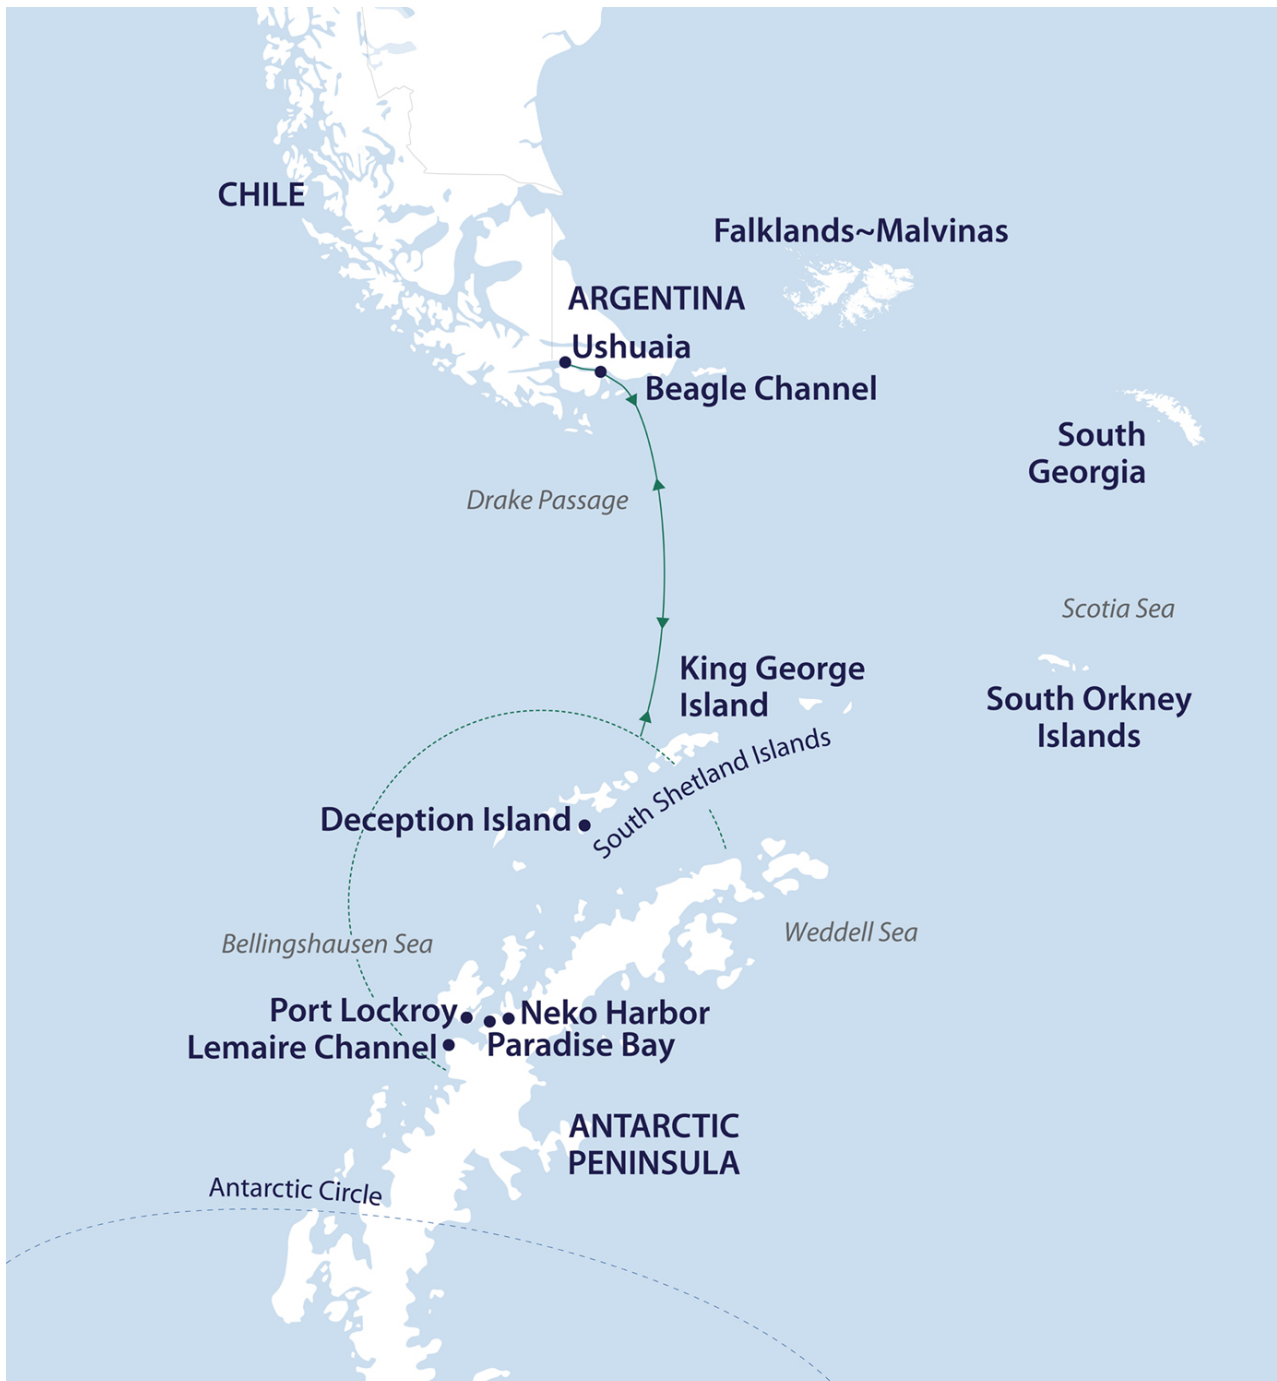 CHILE
Falklands~Malvinas
ARGENTINA
Ushuaia
Beagle Channel
South
Georgia
Drake Passage
Scotia Sea
King George
Island
South Orkney
Islands
South Shetland Islands
Deception Island
Weddell Sea
Bellingshausen Sea
Port Lockroy
Neko Harbor
Lemaire Channel
Paradise Bay
ANTARCTIC
PENINSULA
Antarctic Circle